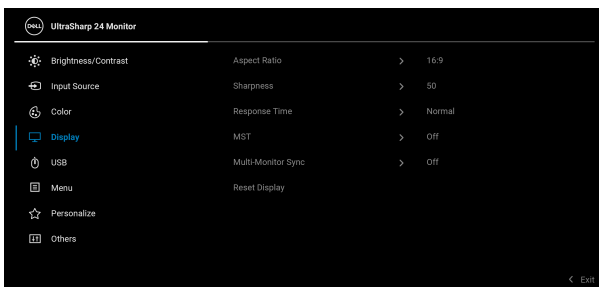 DELL UltraSharp 24 Monitor
Brightness/Contrast Aspect Ratio > 16:9
Input Source Sharpness > 50
Color Response Time > Normal
Display MST > Off
USB Multi-Monitor Sync > Off
Menu Reset Display
Personalize
Others
< Exit